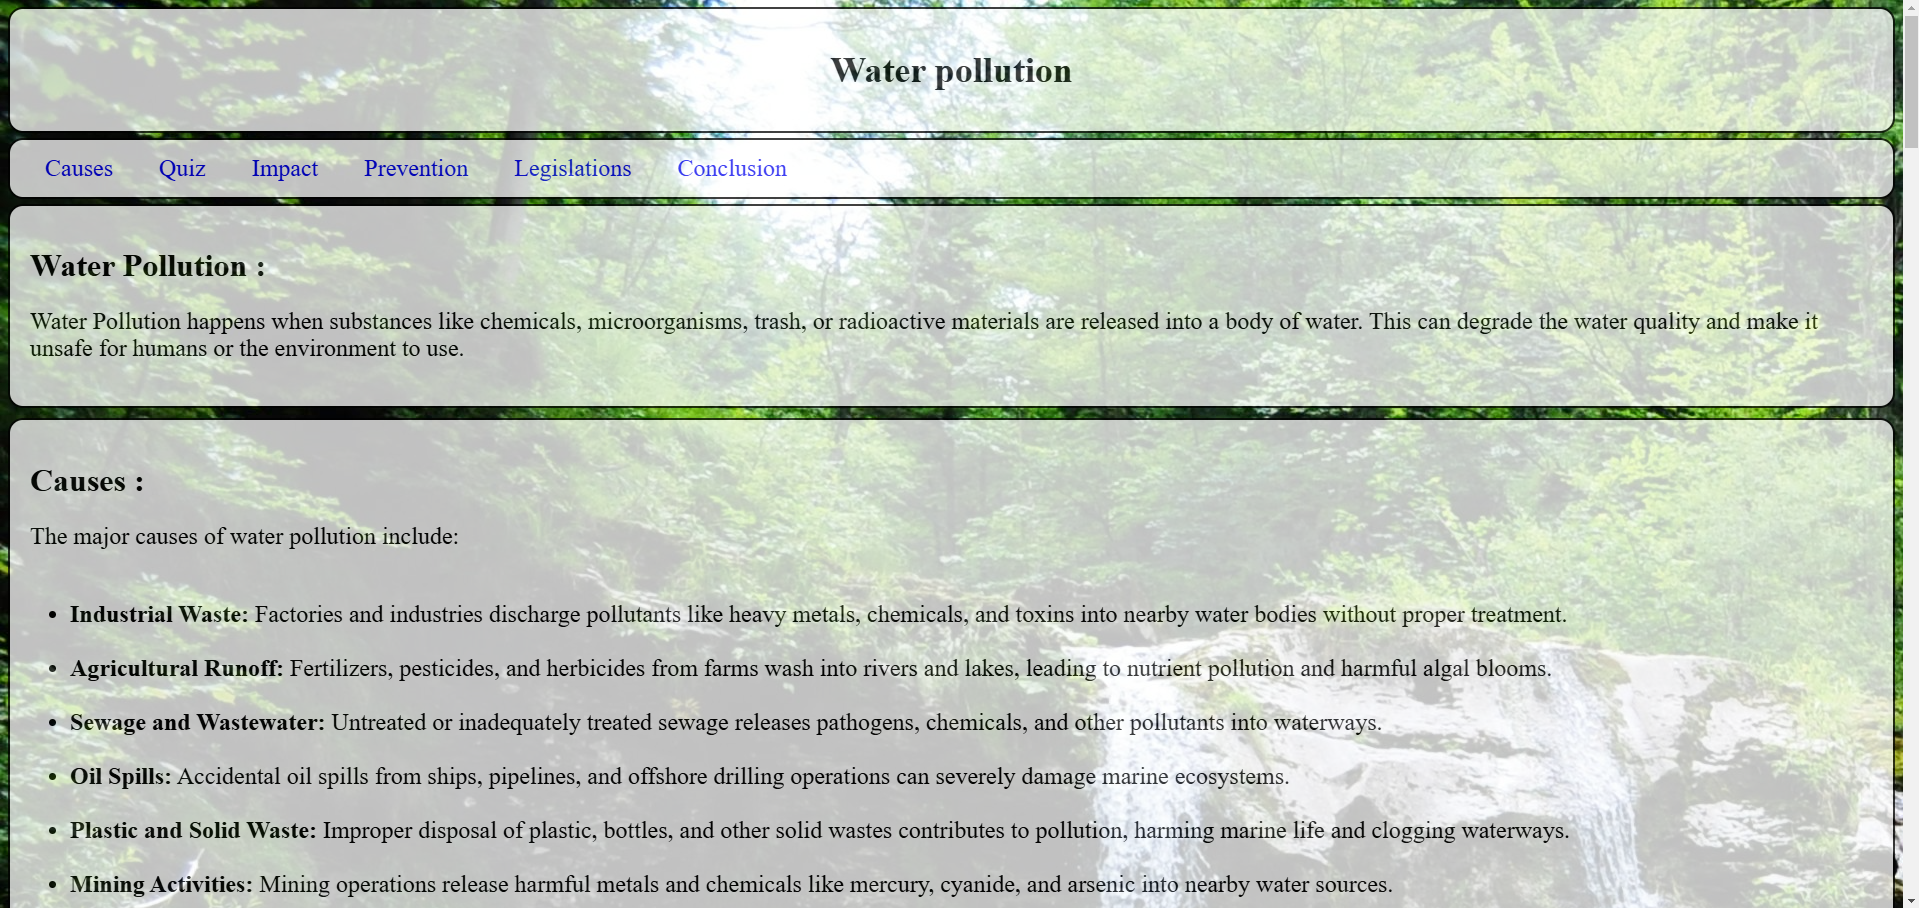 Water pollution
Causes Quiz Impact Prevention Legislations Conclusion
Water Pollution :
Water Pollution happens when substances like chemicals, microorganisms, trash, or radioactive materials are released into a body of water. This can degrade the water quality and make it
unsafe for humans or the environment to use.
Causes :
The major causes of water pollution include:
• Industrial Waste: Factories and industries discharge pollutants like heavy metals, chemicals, and toxins into nearby water bodies without proper treatment.
• Agricultural Runoff: Fertilizers, pesticides, and herbicides from farms wash into rivers and lakes, leading to nutrient pollution and harmful algal blooms.
• Sewage and Wastewater: Untreated or inadequately treated sewage releases pathogens, chemicals, and other pollutants into waterways.
• Oil Spills: Accidental oil spills from ships, pipelines, and offshore drilling operations can severely damage marine ecosystems.
• Plastic and Solid Waste: Improper disposal of plastic, bottles, and other solid wastes contributes to pollution, harming marine life and clogging waterways.
• Mining Activities: Mining operations release harmful metals and chemicals like mercury, cyanide, and arsenic into nearby water sources.